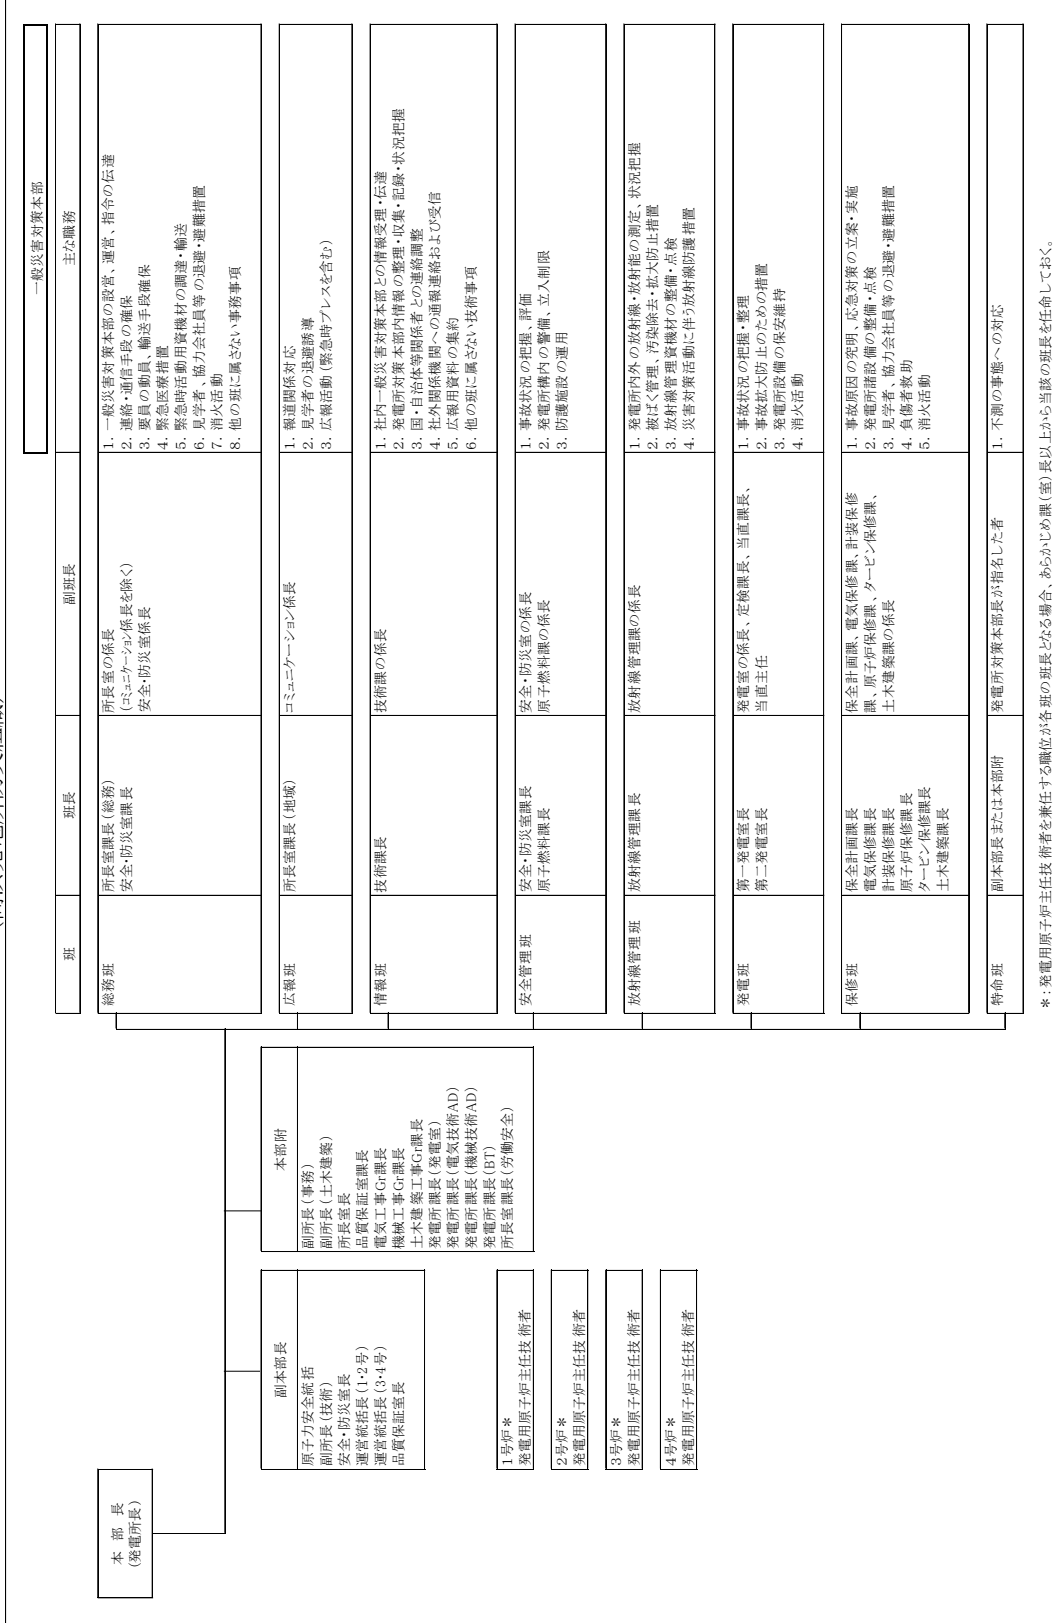 一般災害対策本部
本　部　長
(発電所長)
副本部長
原子力安全統括
副所長(技術)
安全・防災室長
運営統括長(1・2号)
運営統括長(3・4号)
品質保証室長
1号炉＊
発電用原子炉主任技術者
2号炉＊
発電用原子炉主任技術者
3号炉＊
発電用原子炉主任技術者
4号炉＊
発電用原子炉主任技術者
本部附
副所長(事務)
副所長(土木建築)
所長室長
品質保証室課長
電気工事Gr課長
機械工事Gr課長
土木建築工事Gr課長
発電所課長(発電室)
発電所課長(電気技術AD)
発電所課長(機械技術AD)
発電所課長(BT)
所長室課長(労働安全)
班
班長
副班長
主な職務
総務班
所長室課長(総務)
安全・防災室課長
所長室の係長
(コミュニケーション係長を除く)
安全・防災室係長
1. 一般災害対策本部の設営、運営、指令の伝達
2. 連絡・通信手段の確保
3. 要員の動員、輸送手段確保
4. 緊急医療措置
5. 緊急時活動用資機材の調達・輸送
6. 見学者、協力会社員等の退避・避難措置
7. 消火活動
8. 他の班に属さない事務事項
広報班
所長室課長(地域)
コミュニケーション係長
1. 報道関係対応
2. 見学者の退避誘導
3. 広報活動(緊急時プレスを含む)
情報班
技術課長
技術課の係長
1. 社内一般災害対策本部との情報受理・伝達
2. 発電所対策本部内情報の整理・収集・記録・状況把握
3. 国・自治体等関係者との連絡調整
4. 社外関係機関への通報連絡および受信
5. 広報用資料の集約
6. 他の班に属さない技術事項
安全管理班
安全・防災室課長
原子燃料課長
安全・防災室の係長
原子燃料課の係長
1. 事故状況の把握、評価
2. 発電所構内の警備、立入制限
3. 防護施設の運用
放射線管理班
放射線管理課長
放射線管理課の係長
1. 発電所内外の放射線・放射能の測定、状況把握
2. 被ばく管理、汚染除去・拡大防止措置
3. 放射線管理資機材の整備・点検
4. 災害対策活動に伴う放射線防護措置
発電班
第一発電室長
第二発電室長
発電室の係長、定検課長、当直課長、
当直主任
1. 事故状況の把握・整理
2. 事故拡大防止のための措置
3. 発電所設備の保安維持
4. 消火活動
保修班
保全計画課長
電気保修課長
計装保修課長
原子炉保修課長
タービン保修課長
土木建築課長
保全計画課、電気保修課、計装保修
課、原子炉保修課、タービン保修課、
土木建築課の係長
1. 事故原因の究明、応急対策の立案・実施
2. 発電所諸設備の整備・点検
3. 見学者、協力会社員等の退避・避難措置
4. 負傷者救助
5. 消火活動
特命班
副本部長または本部附
発電所対策本部長が指名した者
1. 不測の事態への対応
＊：発電用原子炉主任技術者を兼任する職位が各班の班長となる場合、あらかじめ課(室)長以上から当該の班長を任命しておく。